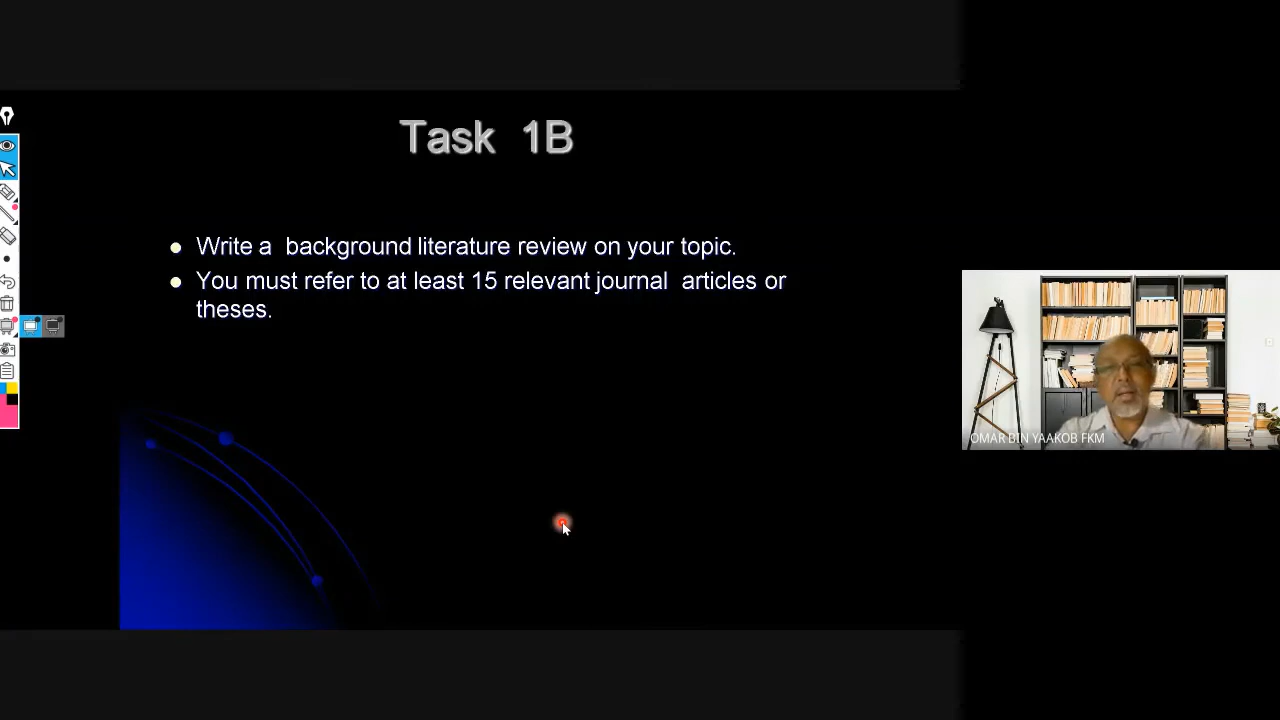 Task 1B
Write a background literature review on your topic.
You must refer to at least 15 relevant journal articles or
theses.
OMAR BIN YAAKOB FKM